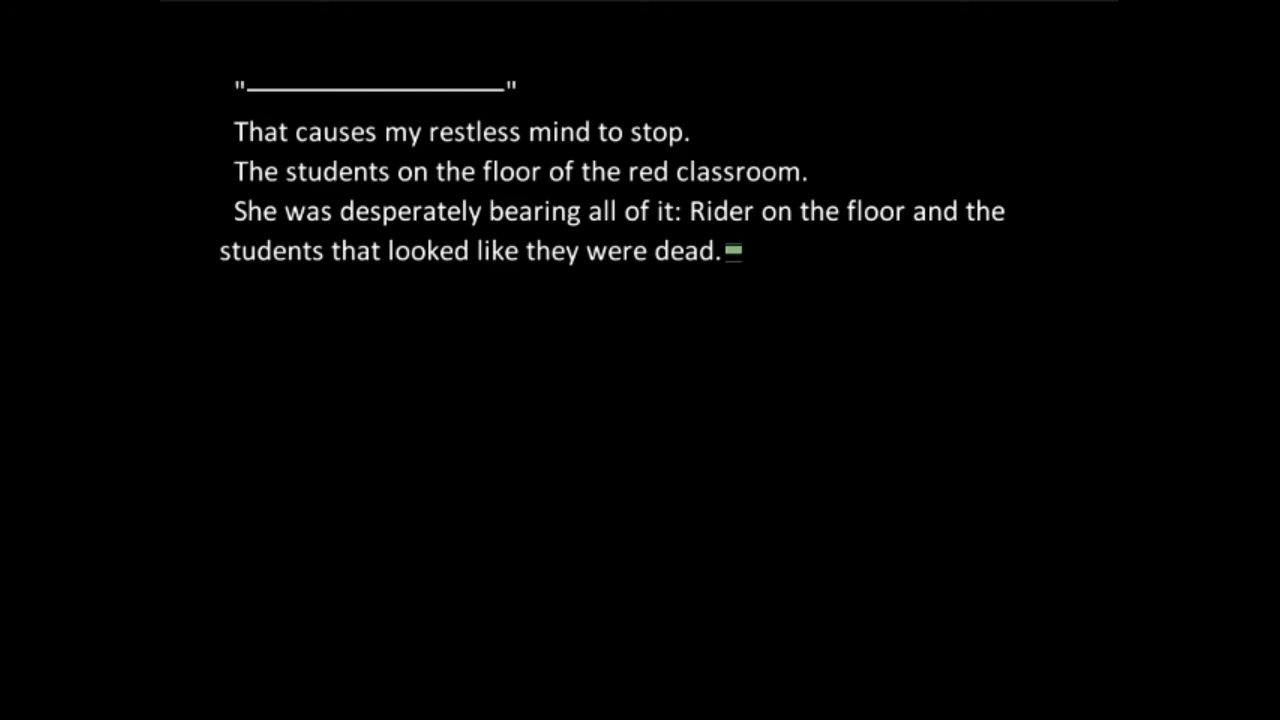 "―――――――――"
That causes my restless mind to stop.
The students on the floor of the red classroom.
She was desperately bearing all of it: Rider on the floor and the
students that looked like they were dead.